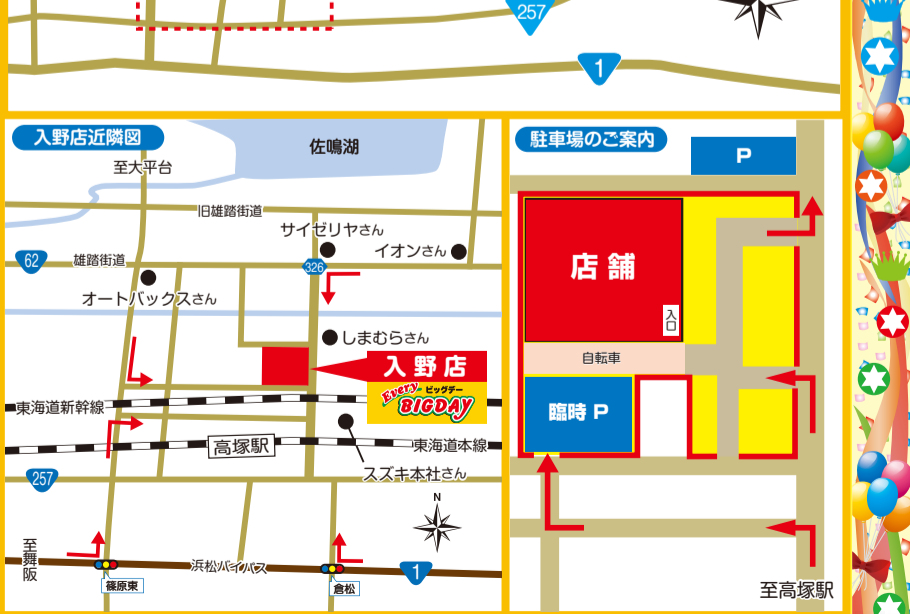 257
1
入野店近隣図
佐鳴湖
至大平台
旧雄踏街道
サイゼリヤさん
イオンさん
62
雄踏街道
326
オートバックスさん
しまむらさん
入野店
Every ビッグデー
BIGDAY
東海道新幹線
高塚駅
東海道本線
スズキ本社さん
257
N
至舞阪
浜松バイパス
1
篠原東
倉松
駐車場のご案内
P
店舗
入口
自転車
臨時 P
至高塚駅